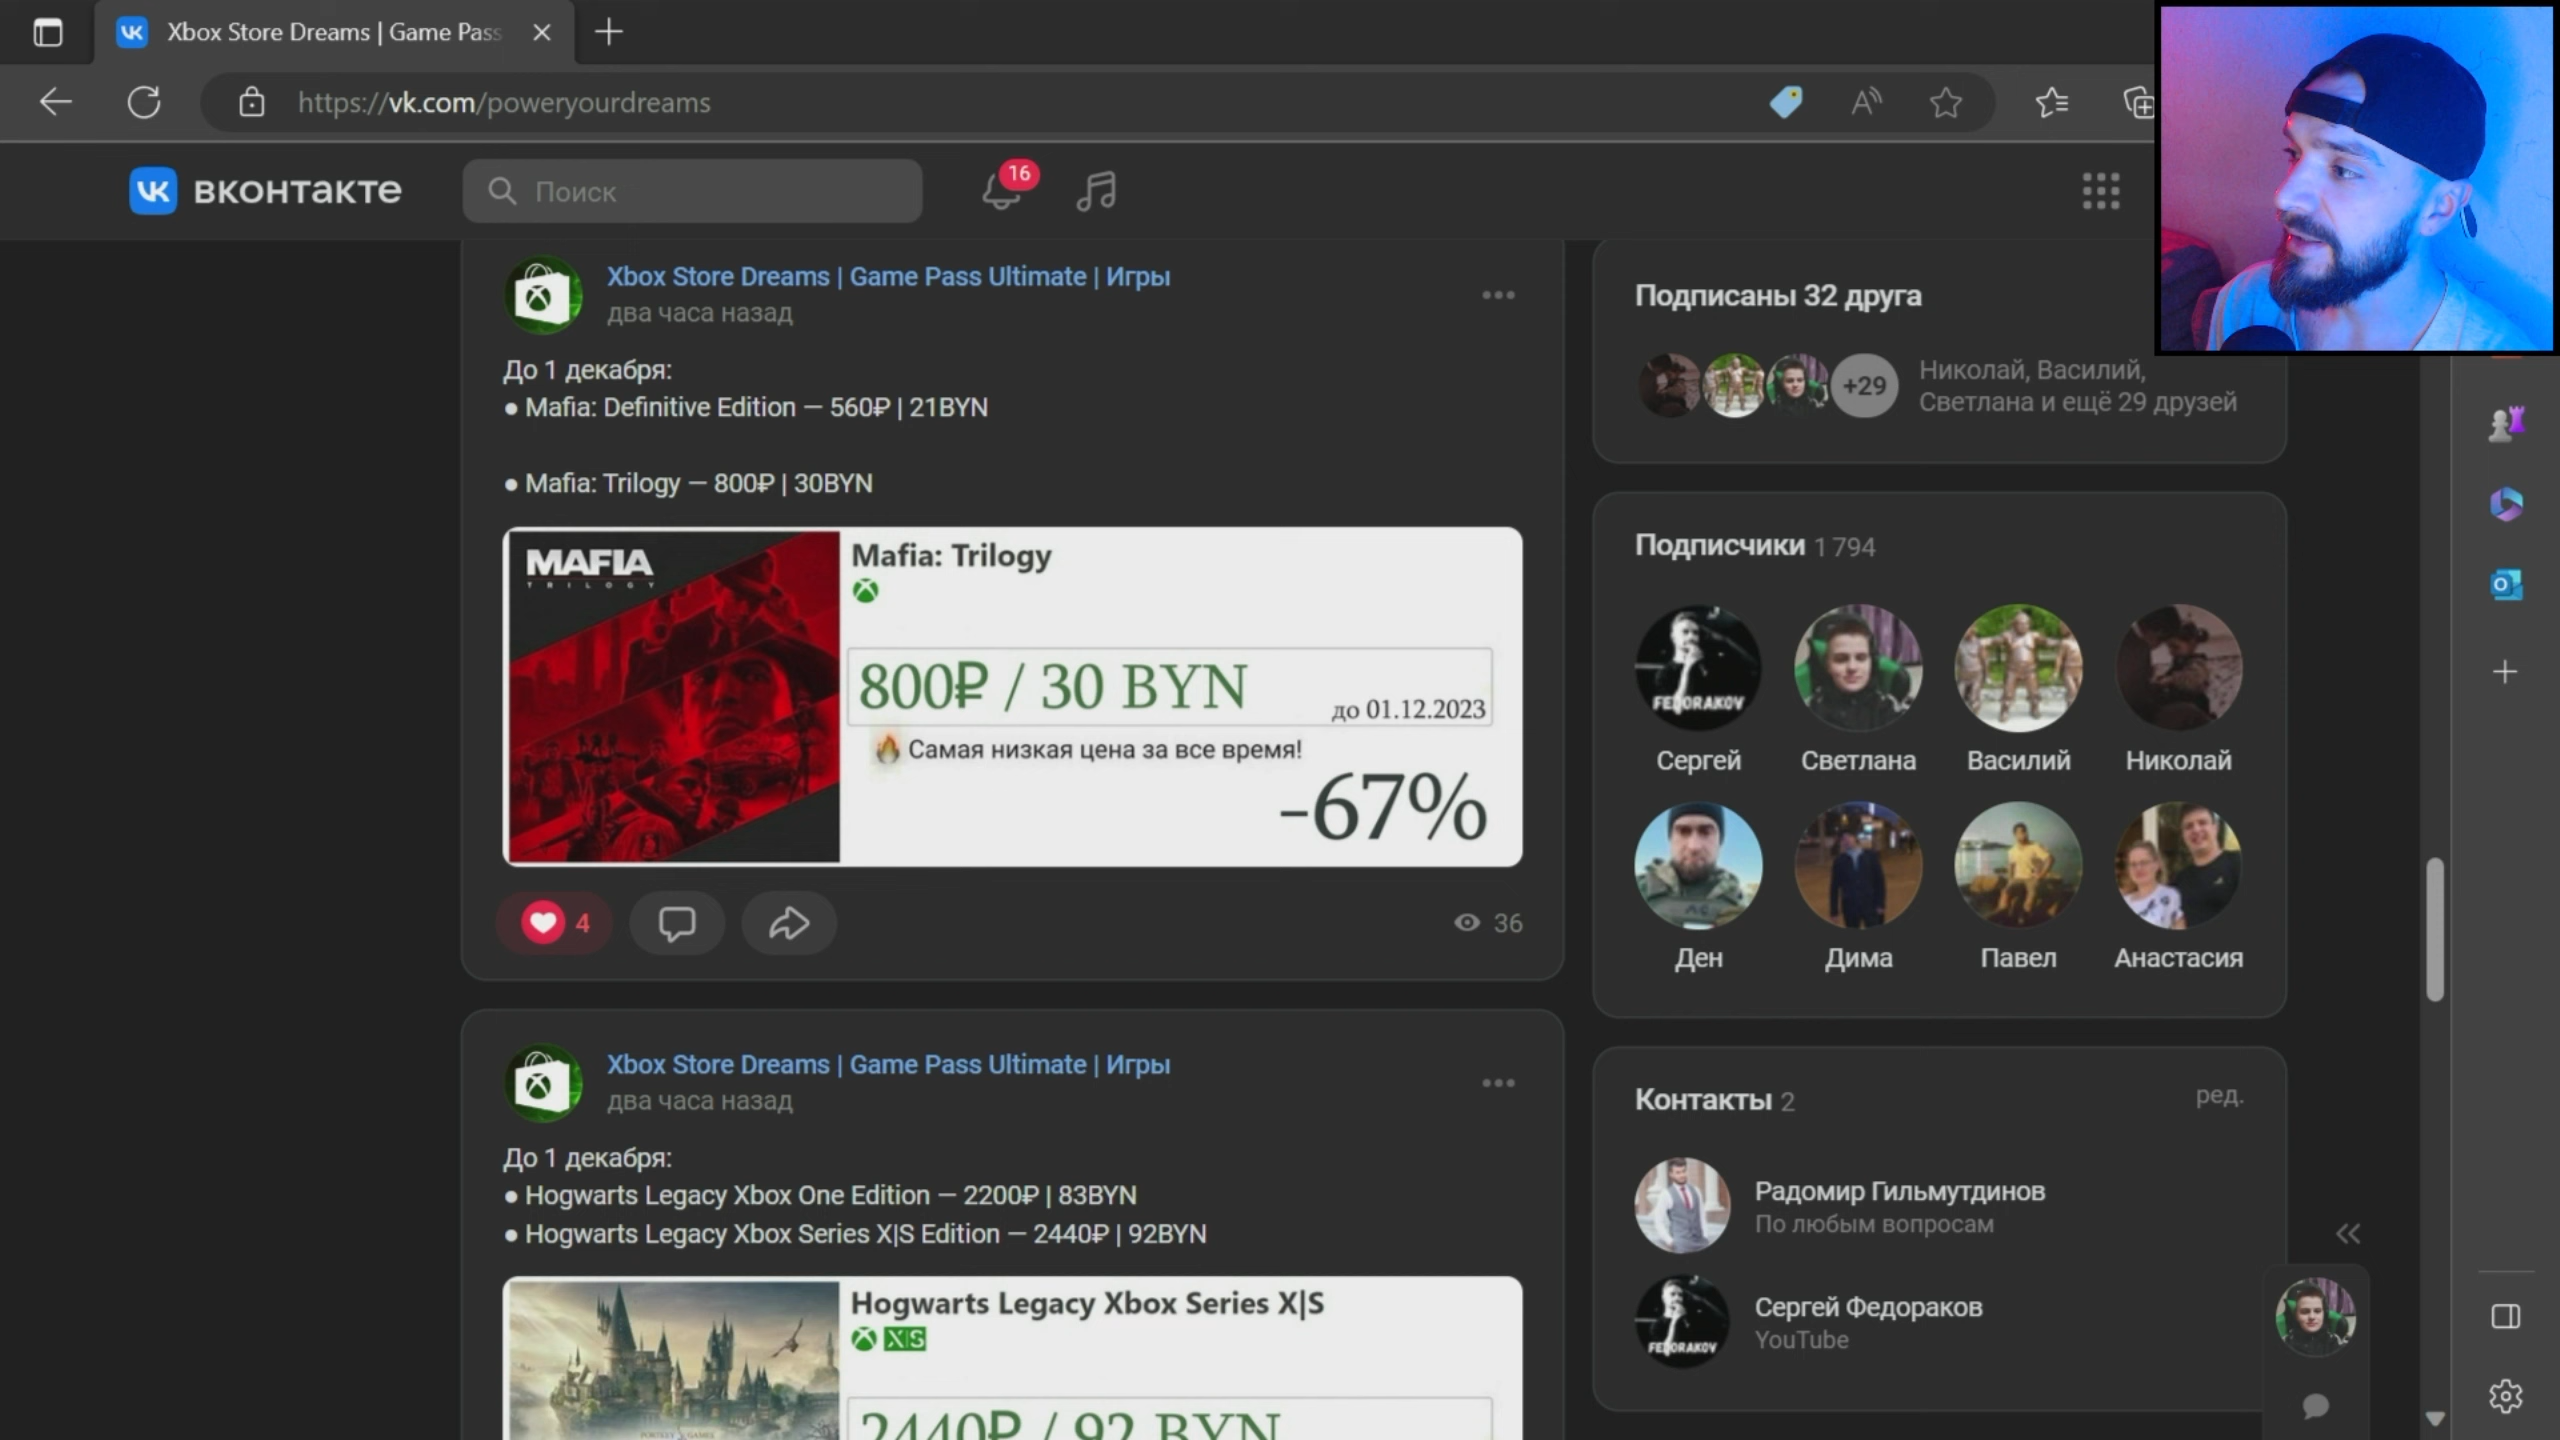 Xbox Store Dreams | Game Pass
https://vk.com/poweryourdreams
вконтакте
Поиск
16
Xbox Store Dreams | Game Pass Ultimate | Игры
два часа назад
До 1 декабря:
● Mafia: Definitive Edition — 560₽ | 21BYN
● Mafia: Trilogy — 800₽ | 30BYN
MAFIA
TRILOGY
Mafia: Trilogy
800₽ / 30 BYN
до 01.12.2023
Самая низкая цена за все время!
-67%
4
36
Xbox Store Dreams | Game Pass Ultimate | Игры
два часа назад
До 1 декабря:
● Hogwarts Legacy Xbox One Edition — 2200₽ | 83BYN
● Hogwarts Legacy Xbox Series X|S Edition — 2440₽ | 92BYN
Hogwarts Legacy Xbox Series X|S
X|S
2440₽ / 92 BYN
Подписаны 32 друга
+29
Николай, Василий,
Светлана и ещё 29 друзей
Подписчики 1 794
FEDORAKOV
Сергей Светлана Василий Николай
Ден Дима Павел Анастасия
Контакты 2
ред.
Радомир Гильмутдинов
По любым вопросам
FEDORAKOV
Сергей Федораков
YouTube